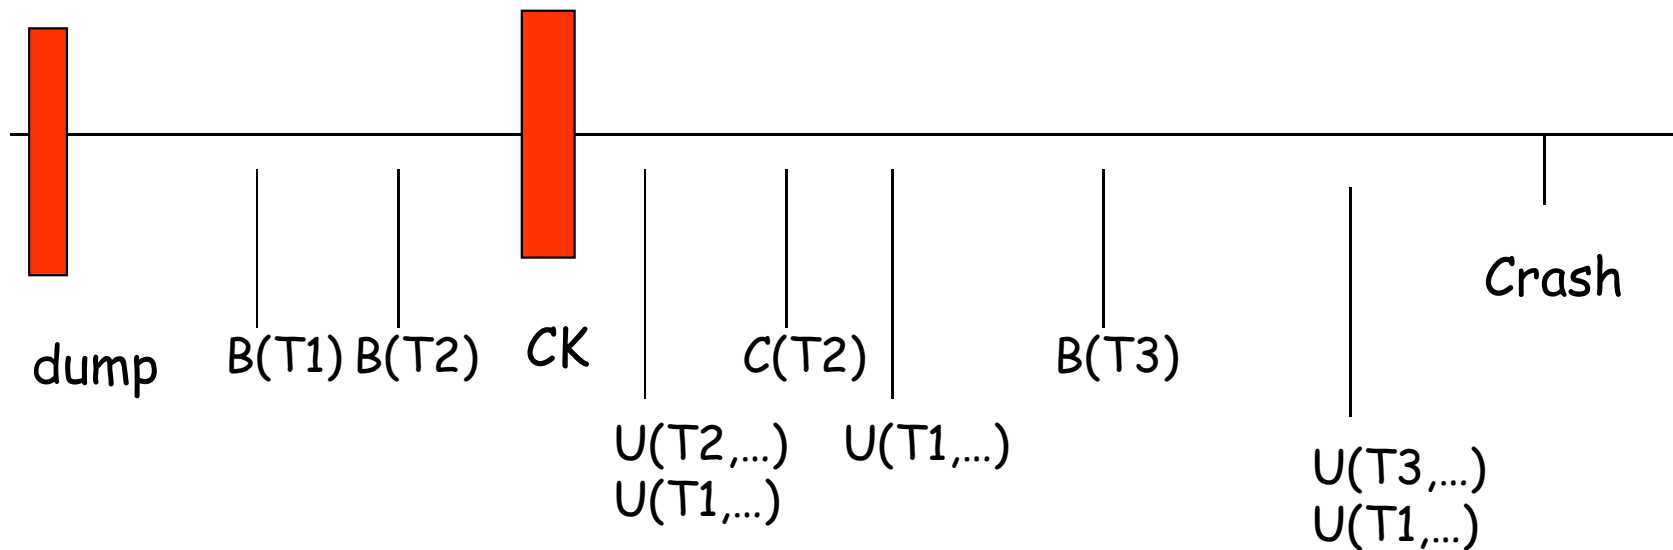 dump
B(T1)
B(T2)
CK
U(T2,...)
U(T1,...)
C(T2)
U(T1,...)
B(T3)
U(T3,...)
U(T1,...)
Crash